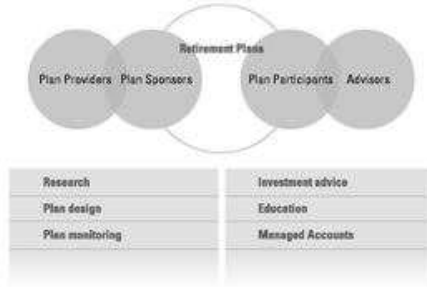 Retirement Plans
Plan Providers Plan Sponsors Plan Participants Advisors
Research
Plan design
Plan monitoring
Investment advice
Education
Managed Accounts